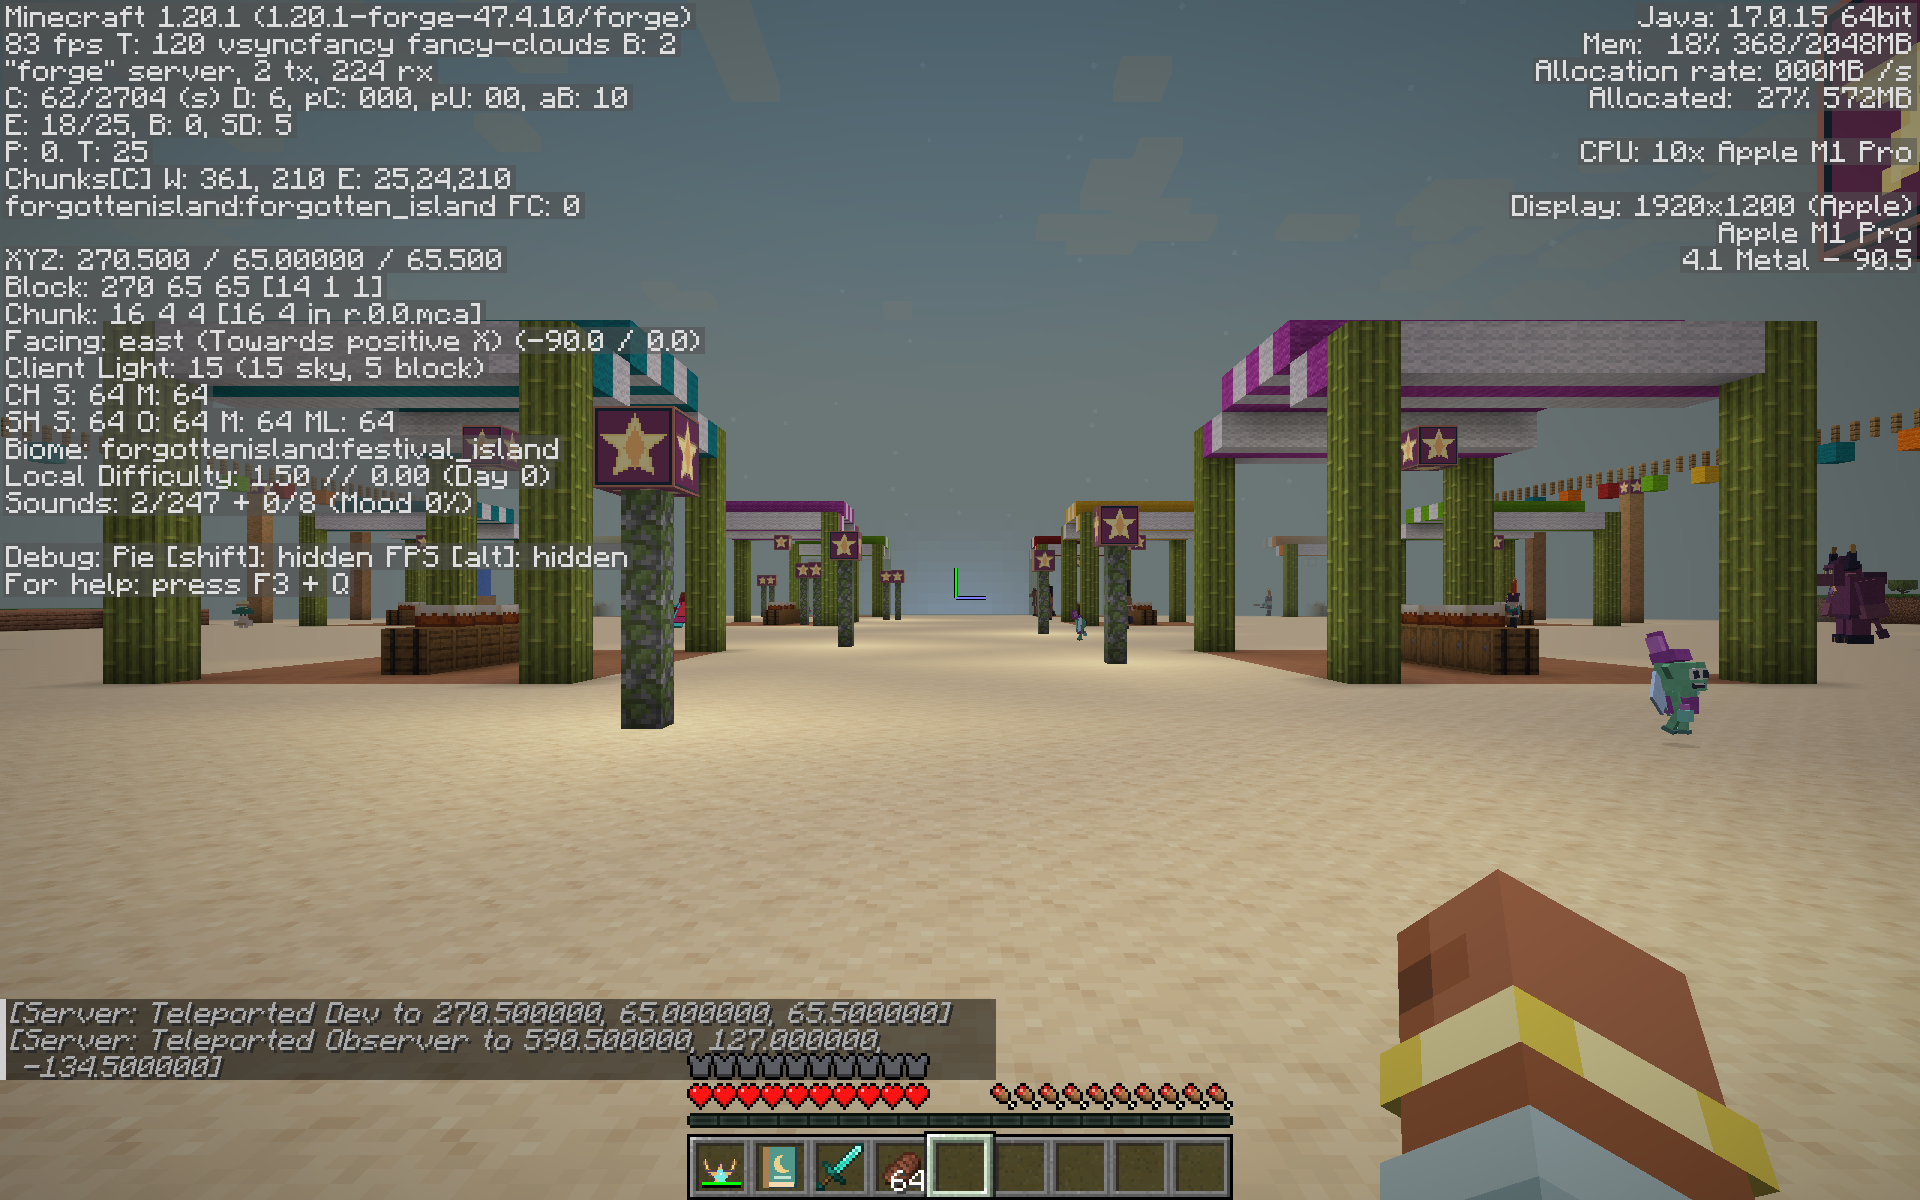 Minecraft 1.20.1 (1.20.1-forge-47.4.10/forge)
83 fps T: 120 vsyncfancy fancy-clouds B: 2
"forge" server, 2 tx, 224 rx
C: 62/2704 (s) D: 6, pC: 000, pU: 00, aB: 10
E: 18/25, B: 0, SD: 5
P: 0. T: 25
Chunks[C] W: 361, 210 E: 25,24,210
forgottenisland:forgotten_island FC: 0
XYZ: 270.500 / 65.00000 / 65.500
Block: 270 65 65 [14 1 1]
Chunk: 16 4 4 [16 4 in r.0.0.mca]
Facing: east (Towards positive X) (-90.0 / 0.0)
Client Light: 15 (15 sky, 5 block)
CH S: 64 M: 64
SH S: 64 O: 64 M: 64 ML: 64
Biome: forgottenisland:festival_island
Local Difficulty: 1.50 // 0.00 (Day 0)
Sounds: 2/247 + 0/8 (Mood 0%)
Debug: Pie [shift]: hidden FPS [alt]: hidden
For help: press F3 + Q
Java: 17.0.15 64bit
Mem: 18% 368/2048MB
Allocation rate: 000MB /s
Allocated: 27% 572MB
CPU: 10x Apple M1 Pro
Display: 1920x1200 (Apple)
Apple M1 Pro
4.1 Metal - 90.5
[Server: Teleported Dev to 270.500000, 65.000000, 65.500000]
[Server: Teleported Observer to 590.500000, 127.000000,
-134.500000]
64